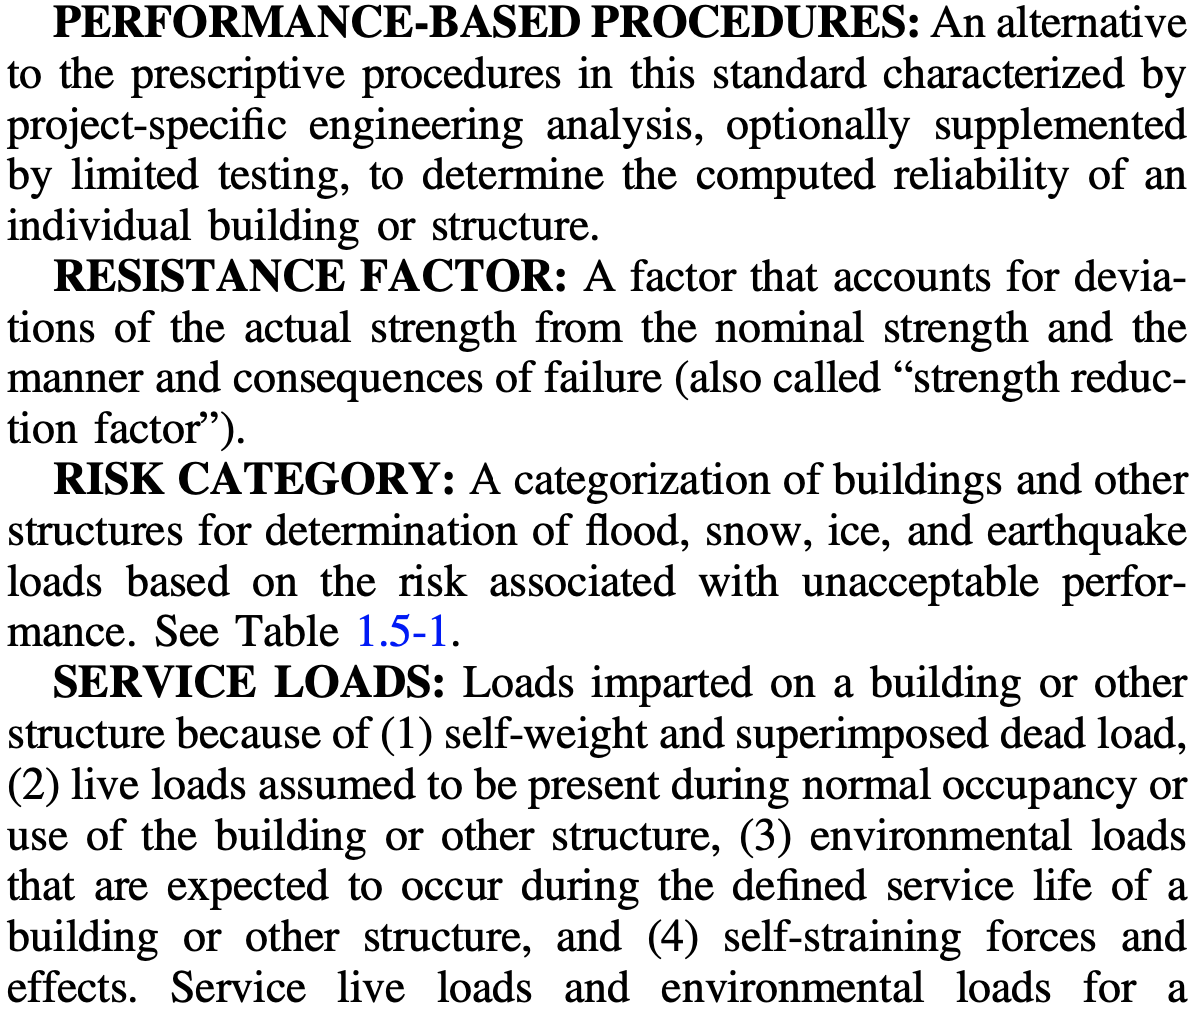 PERFORMANCE-BASED PROCEDURES: An alternative
to the prescriptive procedures in this standard characterized by
project-specific engineering analysis, optionally supplemented
by limited testing, to determine the computed reliability of an
individual building or structure.
RESISTANCE FACTOR: A factor that accounts for devia-
tions of the actual strength from the nominal strength and the
manner and consequences of failure (also called “strength reduc-
tion factor”).
RISK CATEGORY: A categorization of buildings and other
structures for determination of flood, snow, ice, and earthquake
loads based on the risk associated with unacceptable perfor-
mance. See Table 1.5-1.
SERVICE LOADS: Loads imparted on a building or other
structure because of (1) self-weight and superimposed dead load,
(2) live loads assumed to be present during normal occupancy or
use of the building or other structure, (3) environmental loads
that are expected to occur during the defined service life of a
building or other structure, and (4) self-straining forces and
effects. Service live loads and environmental loads for a